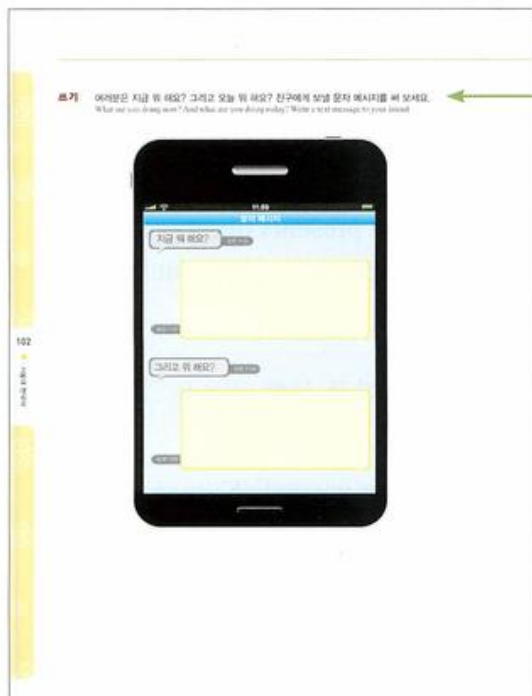 쓰기 여러분은 지금 뭐 해요? 그리고 오늘 뭐 해요? 친구에게 보낼 문자 메시지를 써 보세요.
What are you doing now? And what are you doing today? Write a text message to your friend
11:59
문자 메시지
지금 뭐 해요?
그리고 뭐 해요?
102